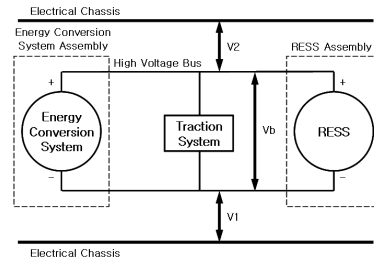 Electrical Chassis
Energy Conversion
System Assembly
V2
RESS Assembly
High Voltage Bus
+
+
Energy
Conversion
System
Traction
System
Vb
RESS
−
−
V1
Electrical Chassis